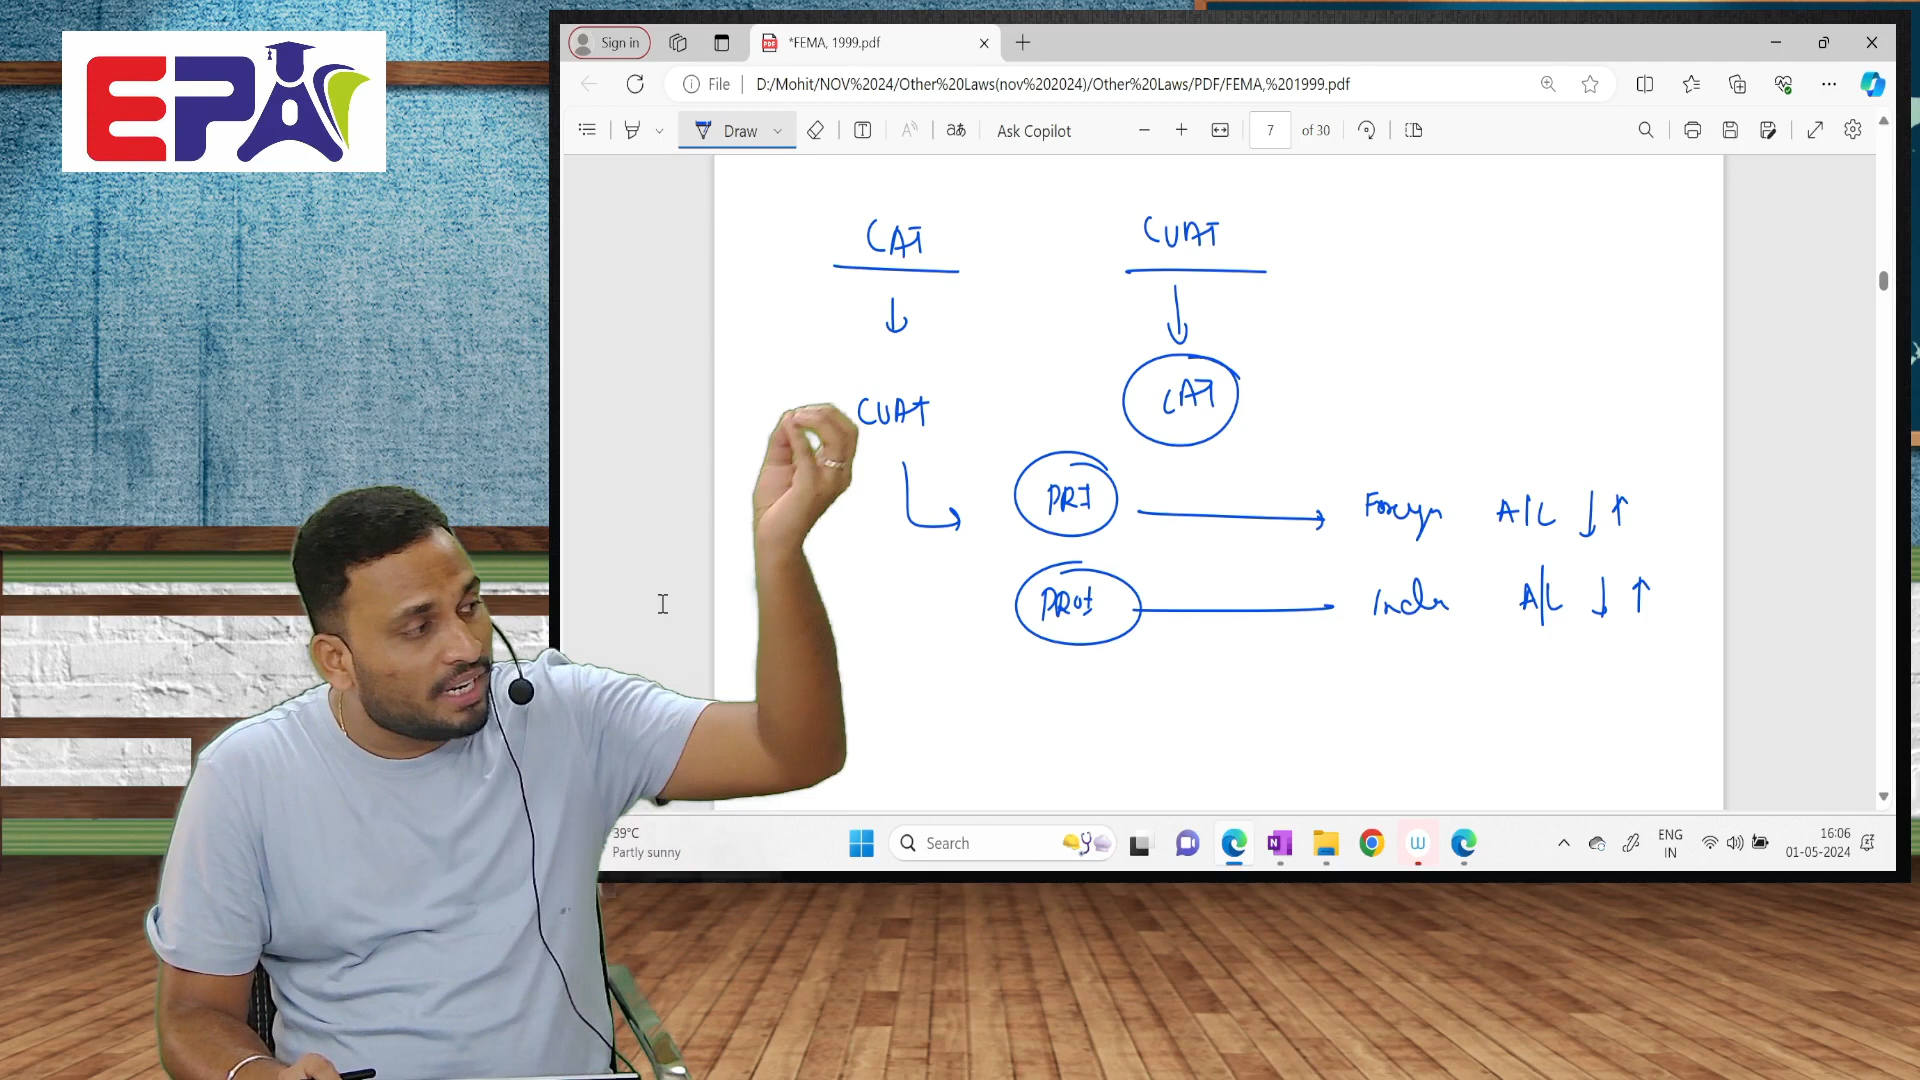 EPA
Sign in
*FEMA, 1999.pdf
File
D:/Mohit/NOV%2024/Other%20Laws(nov%202024)/Other%20Laws/PDF/FEMA,%201999.pdf
Draw
Ask Copilot
7 of 30
CAT CUAT
CUAT CAT
PRI Foreign A/L ↓ ↑
PROI India A/L ↓ ↑
39°C
Partly sunny
Search
ENG
IN
16:06
01-05-2024